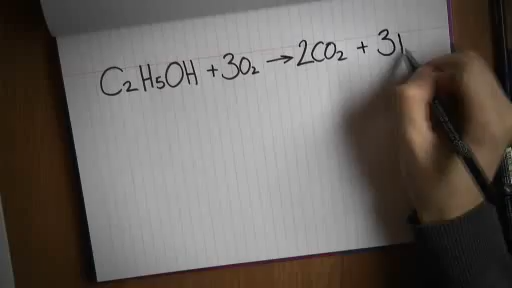 C2H5OH + 3O2 → 2CO2 + 3